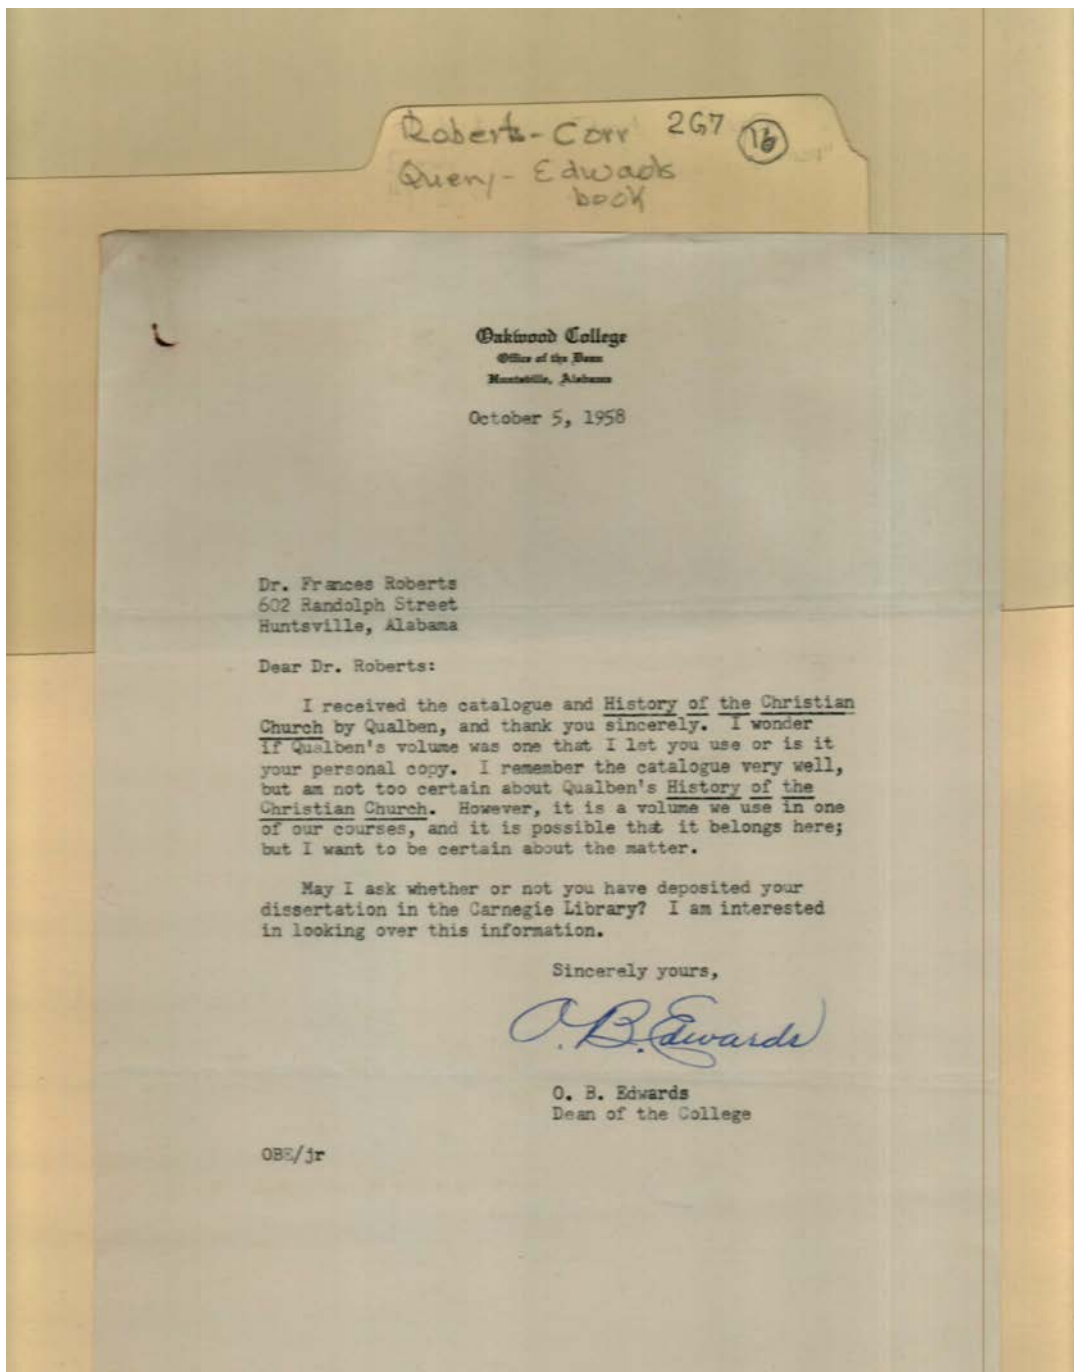 Roberts-Corr 2G7 16
Query- Edwads
book
Oakwood College
Office of the Dean
Huntsville, Alabama
October 5, 1958
Dr. Frances Roberts
602 Randolph Street
Huntsville, Alabama
Dear Dr. Roberts:
I received the catalogue and History of the Christian
Church by Qualben, and thank you sincerely. I wonder
if Qualben's volume was one that I let you use or is it
your personal copy. I remember the catalogue very well,
but am not too certain about Qualben's History of the
Christian Church. However, it is a volume we use in one
of our courses, and it is possible that it belongs here;
but I want to be certain about the matter.
May I ask whether or not you have deposited your
dissertation in the Carnegie Library? I am interested
in looking over this information.
Sincerely yours,
O. B. Edwards
O. B. Edwards
Dean of the College
OBE/jr